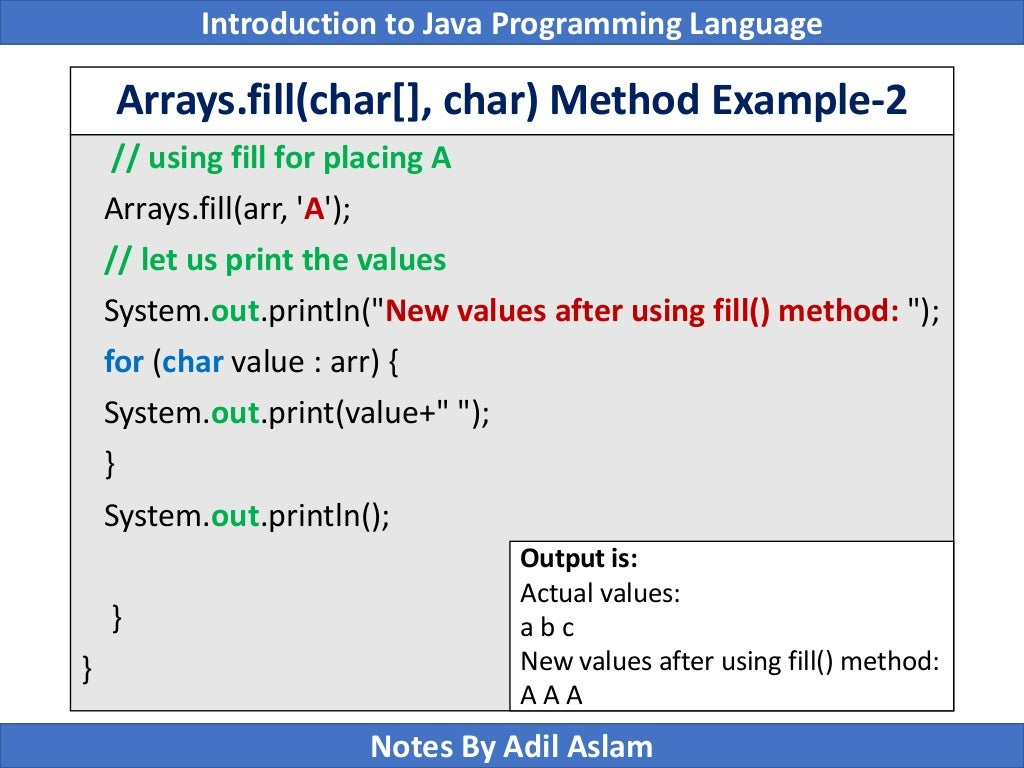 Introduction to Java Programming Language
Arrays.fill(char[], char) Method Example-2
// using fill for placing A
Arrays.fill(arr, 'A');
// let us print the values
System.out.println("New values after using fill() method: ");
for (char value : arr) {
System.out.print(value+" ");
}
System.out.println();
}
}
Output is:
Actual values:
a b c
New values after using fill() method:
A A A
Notes By Adil Aslam